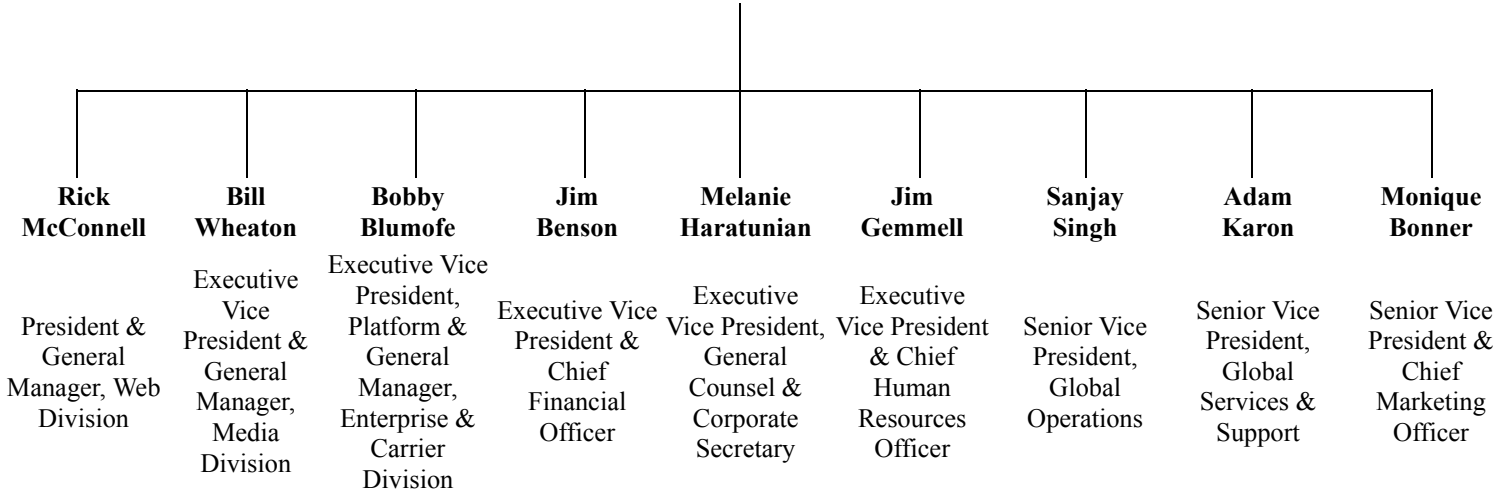 Rick
McConnell
President &
General
Manager, Web
Division
Bill
Wheaton
Executive
Vice
President &
General
Manager,
Media
Division
Bobby
Blumofe
Executive Vice
President,
Platform &
General
Manager,
Enterprise &
Carrier
Division
Jim
Benson
Executive Vice
President &
Chief
Financial
Officer
Melanie
Haratunian
Executive
Vice President,
General
Counsel &
Corporate
Secretary
Jim
Gemmell
Executive
Vice President
& Chief
Human
Resources
Officer
Sanjay
Singh
Senior Vice
President,
Global
Operations
Adam
Karon
Senior Vice
President,
Global
Services &
Support
Monique
Bonner
Senior Vice
President &
Chief
Marketing
Officer